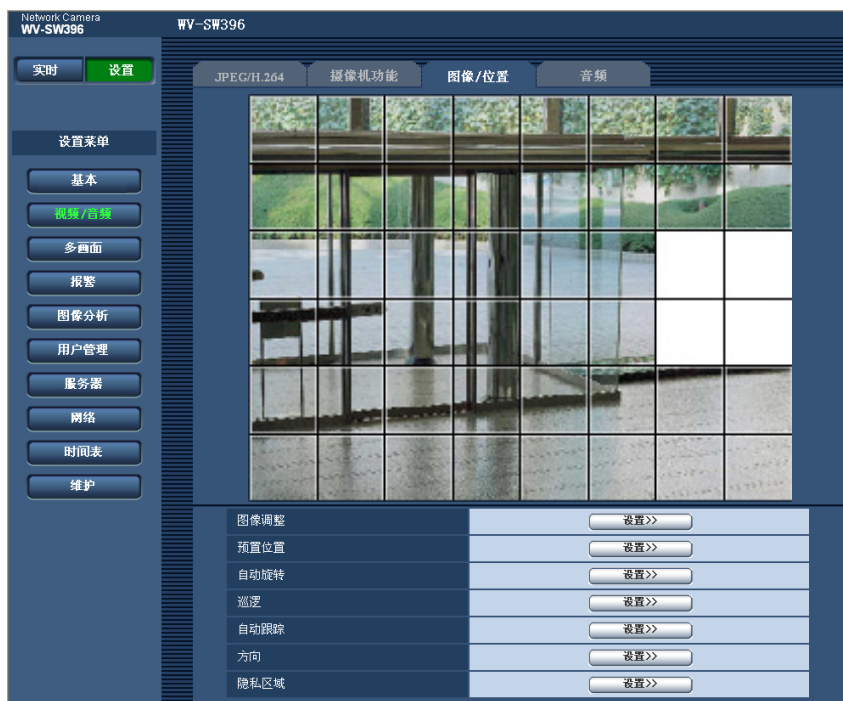 Network Camera
WV-SW396
WV-SW396
实时
设置
JPEG/H.264
摄像机功能
图像/位置
音频
设置菜单
基本
视频/音频
多画面
报警
图像分析
用户管理
服务器
网络
时间表
维护
图像调整 设置>>
预置位置 设置>>
自动旋转 设置>>
巡逻 设置>>
自动跟踪 设置>>
方向 设置>>
隐私区域 设置>>